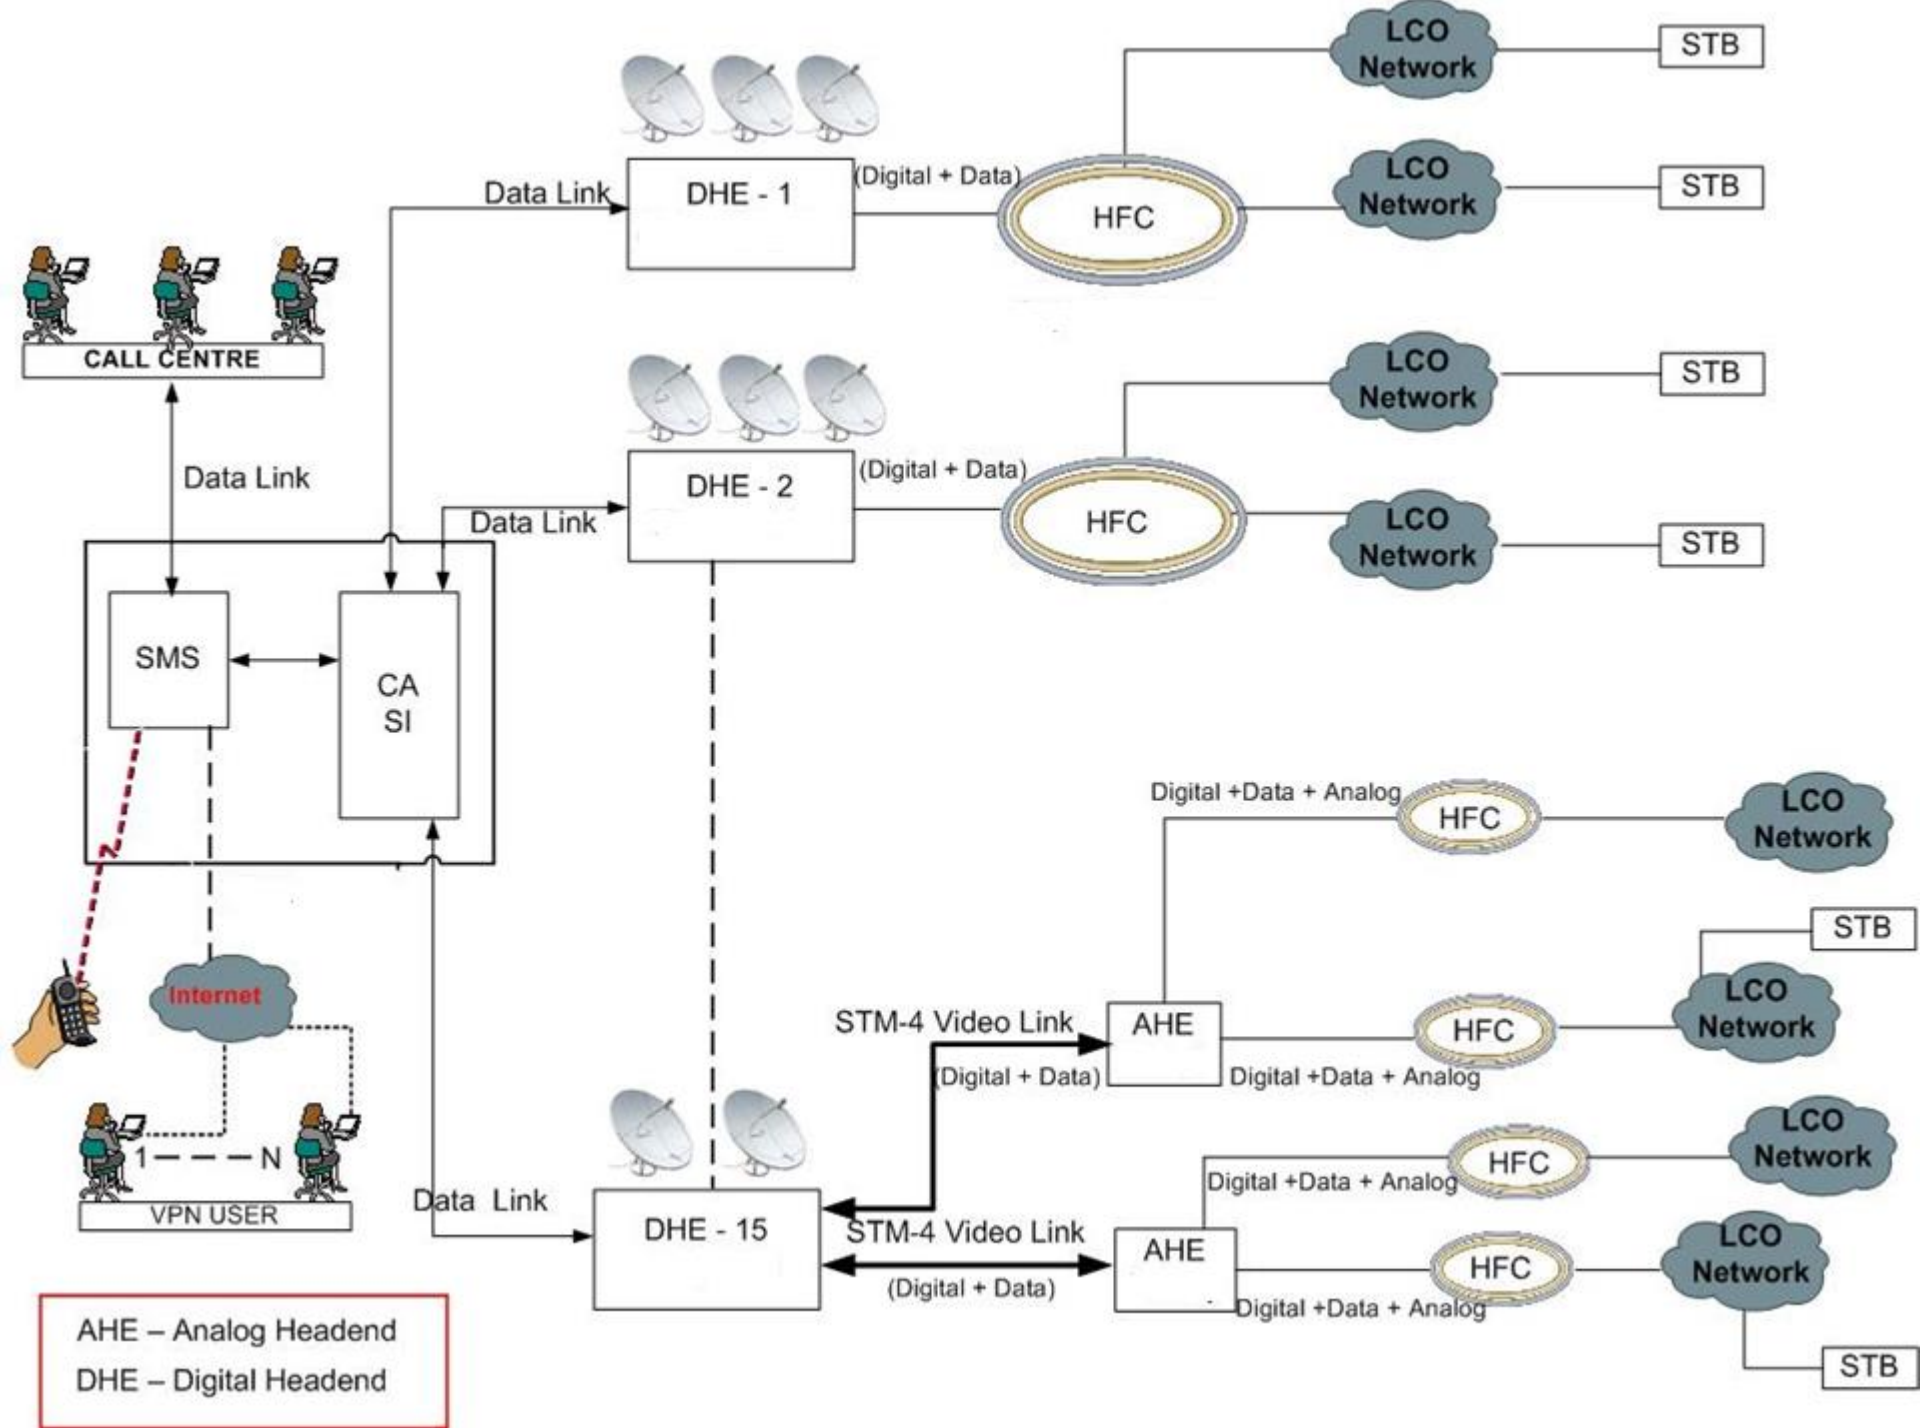 LCO
Network
STB
DHE - 1
(Digital + Data)
Data Link
HFC
LCO
Network
STB
CALL CENTRE
LCO
Network
STB
Data Link
DHE - 2
(Digital + Data)
Data Link
HFC
LCO
Network
STB
SMS
CA
SI
Digital +Data + Analog
HFC
LCO
Network
STB
Internet
STM-4 Video Link
(Digital + Data)
AHE
HFC
Digital +Data + Analog
LCO
Network
1
N
VPN USER
Data Link
DHE - 15
STM-4 Video Link
(Digital + Data)
Digital +Data + Analog
HFC
LCO
Network
AHE
HFC
Digital +Data + Analog
LCO
Network
STB
AHE – Analog Headend
DHE – Digital Headend